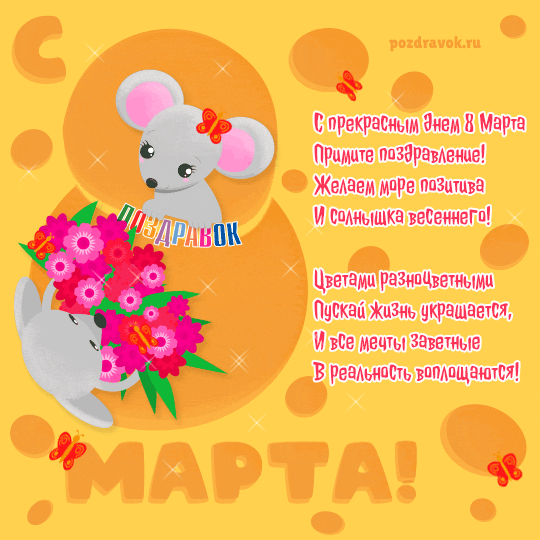 С 8
pozdravok.ru
С прекрасным днем 8 Марта
Примите поздравление!
Желаем море позитива
И солнышка весеннего!
ПОЗДРАВОК
Цветами разноцветными
Пускай жизнь украшается,
И все мечты заветные
В реальность воплощаются!
МАРТА!